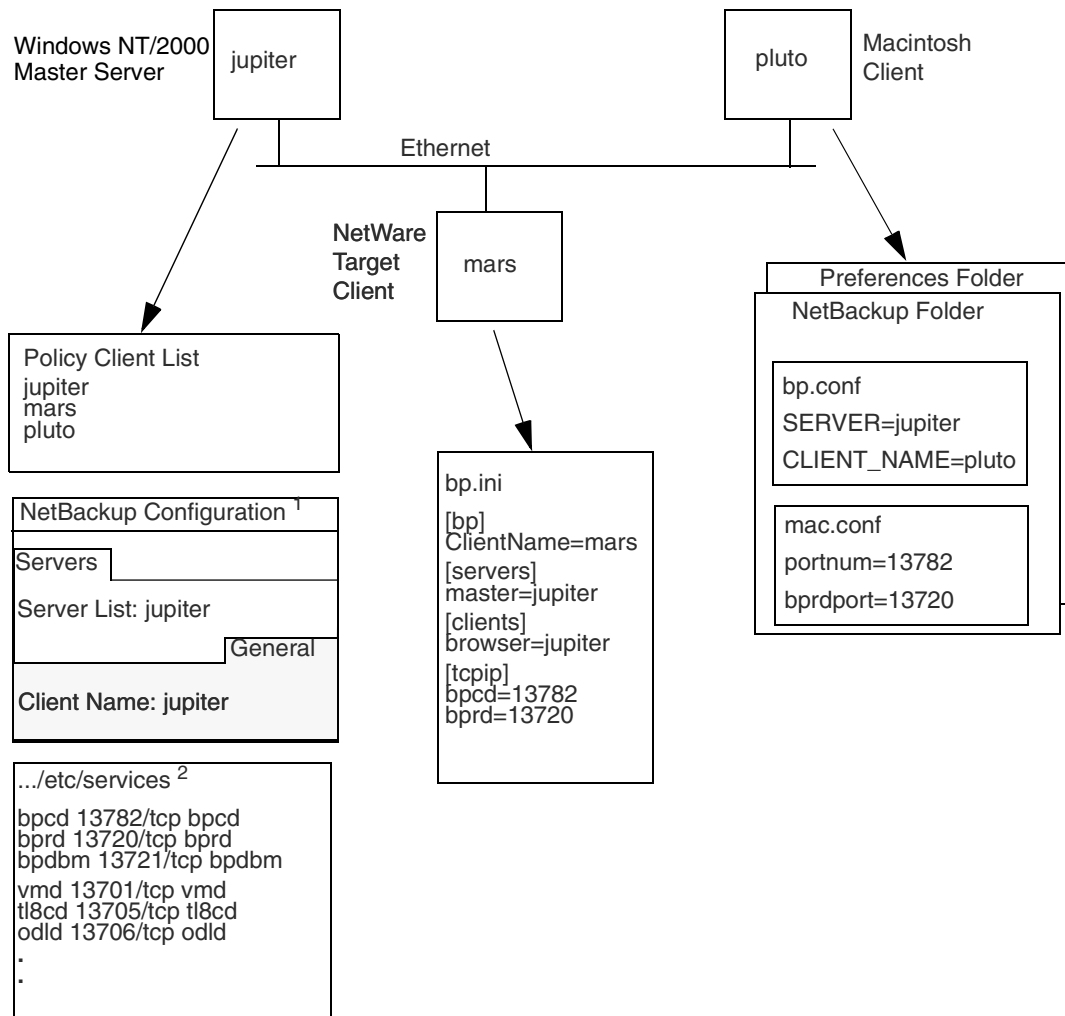 Windows NT/2000
Master Server
jupiter
pluto
Macintosh
Client
Ethernet
NetWare
Target
Client
mars
Policy Client List
jupiter
mars
pluto
NetBackup Configuration 1
Servers
Server List: jupiter
General
Client Name: jupiter
.../etc/services 2
bpcd 13782/tcp bpcd
bprd 13720/tcp bprd
bpdbm 13721/tcp bpdbm
vmd 13701/tcp vmd
tl8cd 13705/tcp tl8cd
odld 13706/tcp odld
.
.
bp.ini
[bp]
ClientName=mars
[servers]
master=jupiter
[clients]
browser=jupiter
[tcpip]
bpcd=13782
bprd=13720
Preferences Folder
NetBackup Folder
bp.conf
SERVER=jupiter
CLIENT_NAME=pluto
mac.conf
portnum=13782
bprdport=13720